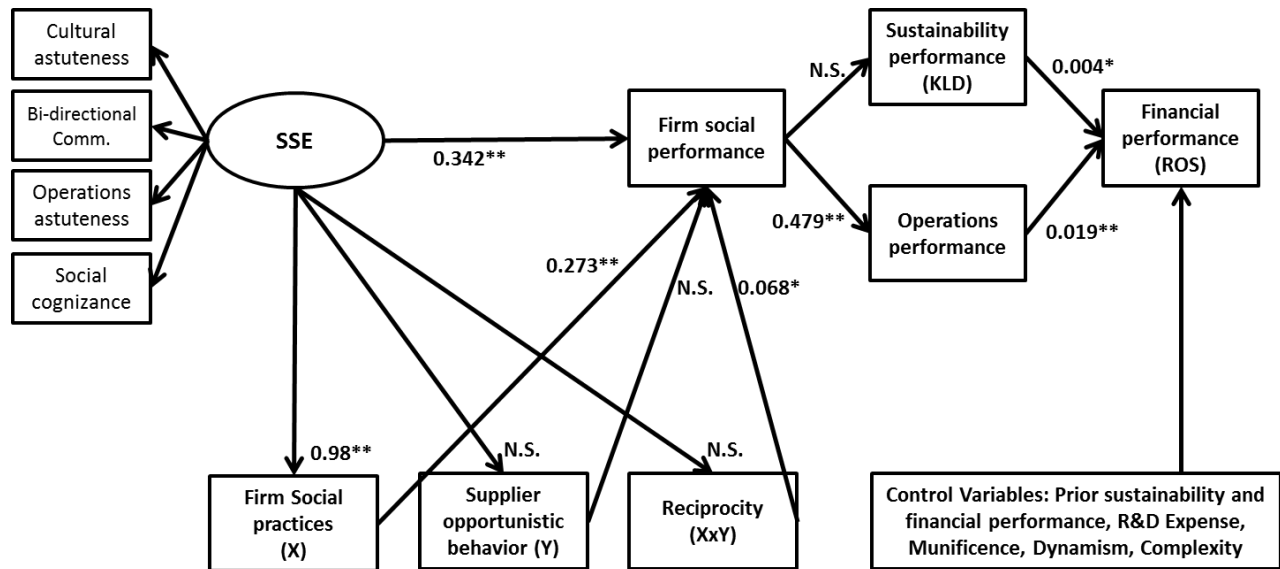 Cultural
astuteness
Bi-directional
Comm.
Operations
astuteness
Social
cognizance
SSE
0.342**
Firm social
performance
N.S.
0.479**
Sustainability
performance
(KLD)
Operations
performance
0.004*
0.019**
Financial
performance
(ROS)
0.273**
N.S.
0.068*
0.98**
N.S.
N.S.
Firm Social
practices
(X)
Supplier
opportunistic
behavior (Y)
Reciprocity
(XxY)
Control Variables: Prior sustainability and
financial performance, R&D Expense,
Munificence, Dynamism, Complexity